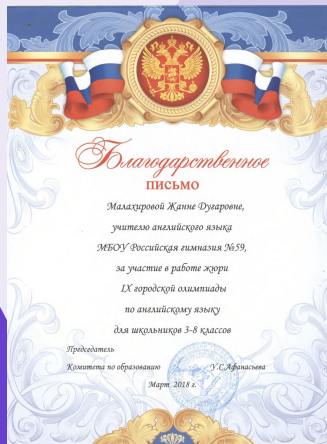 Благодарственное
ПИСЬМО
Малахировой Жанне Дугаровне,
учителю английского языка
МБОУ Российская гимназия №59,
за участие в работе жюри
IX городской олимпиады
по английскому языку
для школьников 3-8 классов
Председатель
Комитета по образованию У.С.Афанасьева
Март 2018 г.